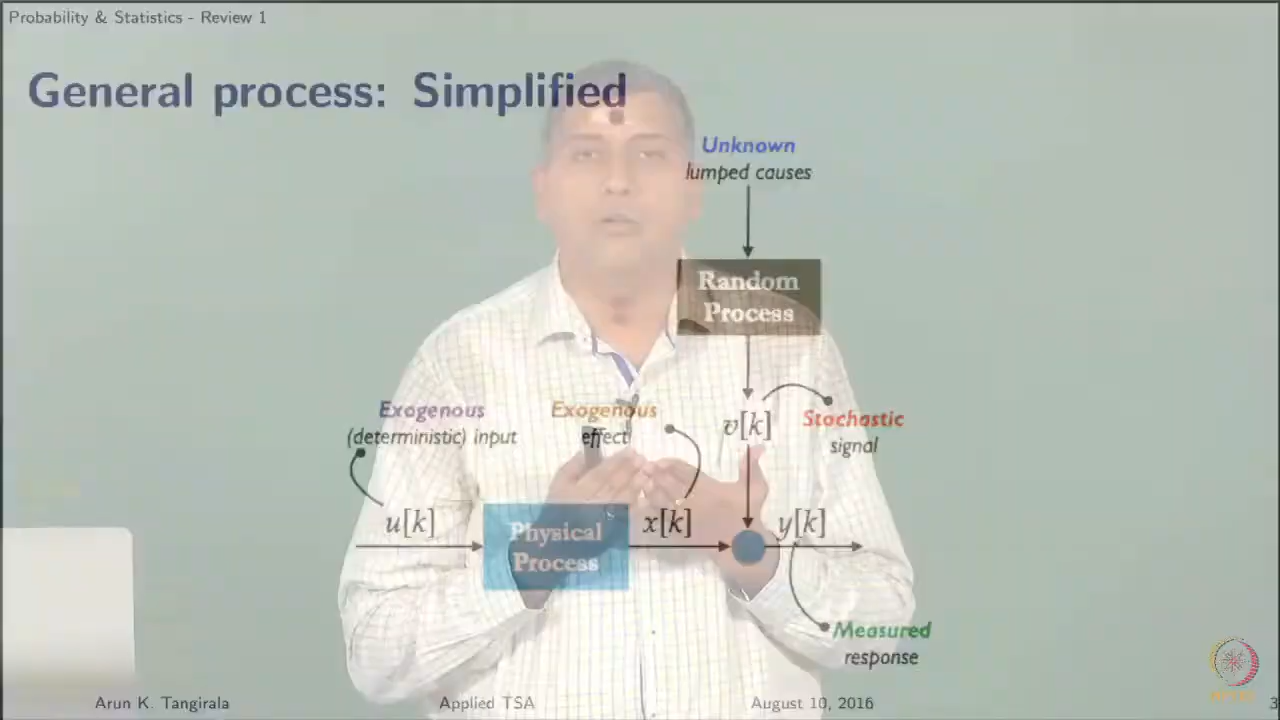 Probability & Statistics - Review 1
General process: Simplified
Unknown
lumped causes
Random
Process
Exogenous
(deterministic) input
Exogenous
effect
v[k]
Stochastic
signal
u[k]
Physical
Process
x[k]
y[k]
Measured
response
Arun K. Tangirala
Applied TSA
August 10, 2016
3